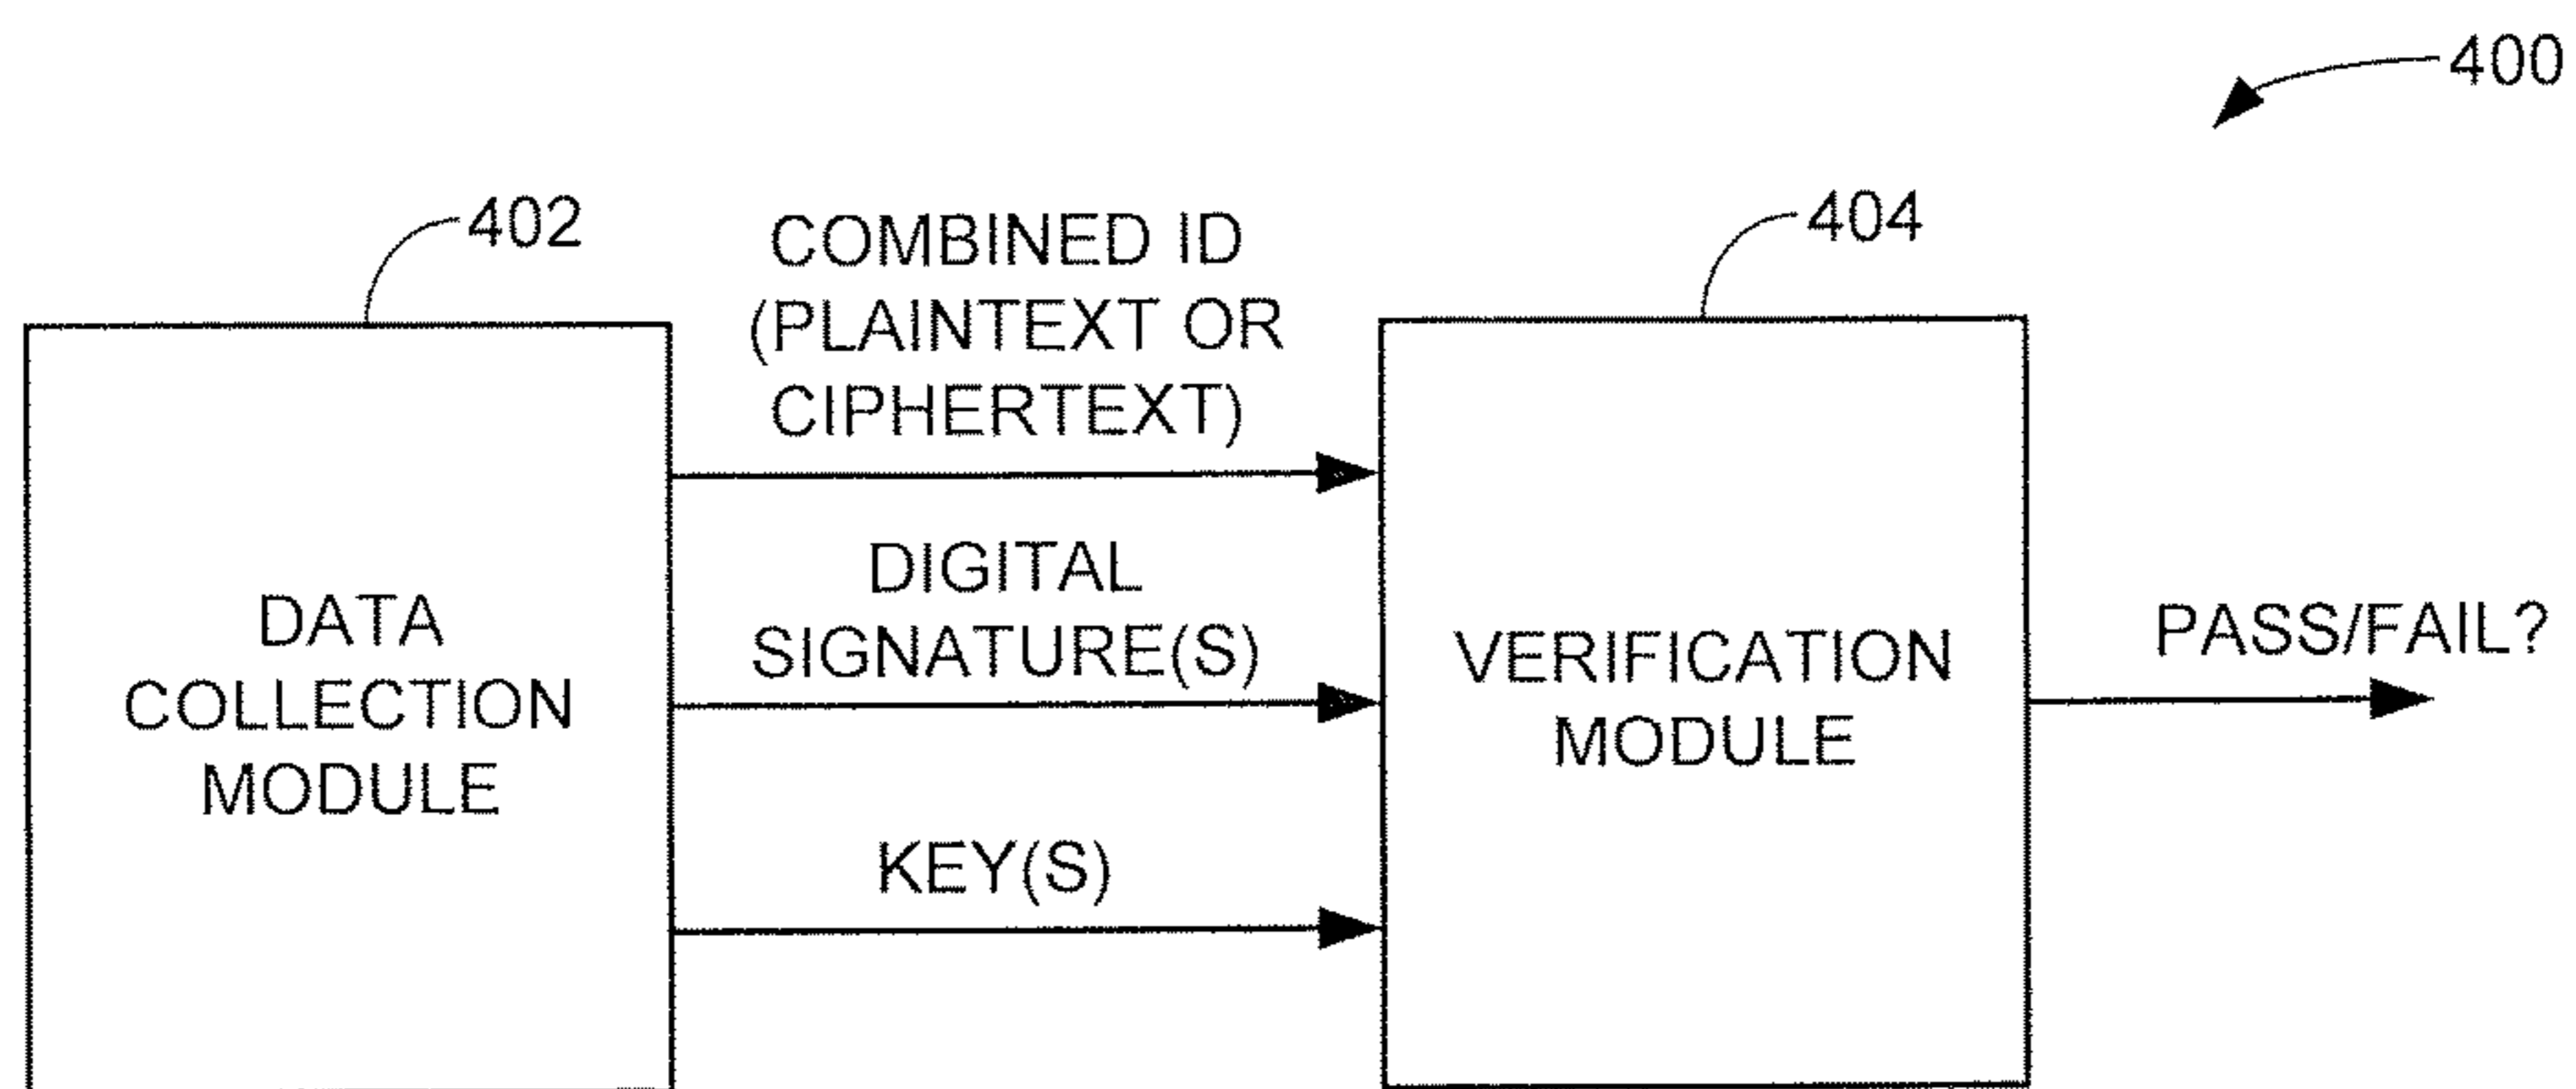 400
402
COMBINED ID
(PLAINTEXT OR
CIPHERTEXT)
404
DIGITAL
SIGNATURE(S)
KEY(S)
DATA
COLLECTION
MODULE
VERIFICATION
MODULE
PASS/FAIL?